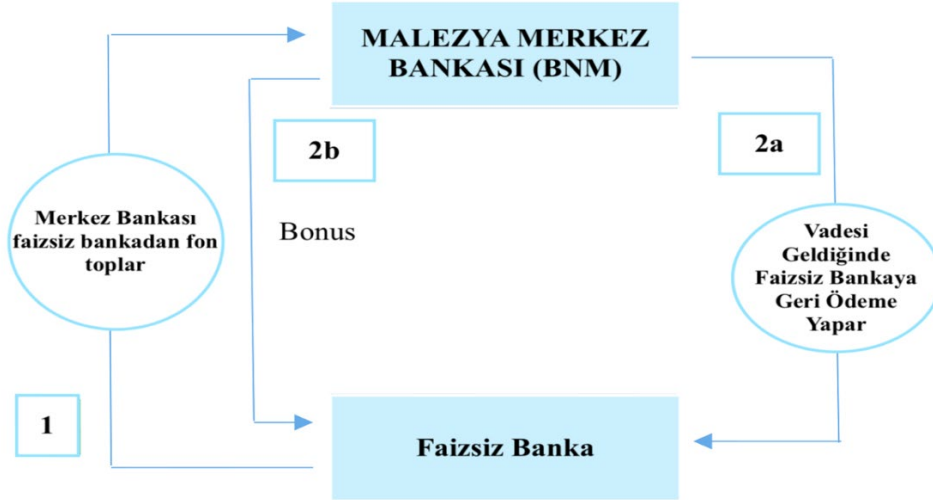 MALEZYA MERKEZ
BANKASI (BNM)
2b
2a
Merkez Bankası
faizsiz bankadan fon
toplar
Bonus
Vadesi
Geldiğinde
Faizsiz Bankaya
Geri Ödeme
Yapar
1
Faizsiz Banka